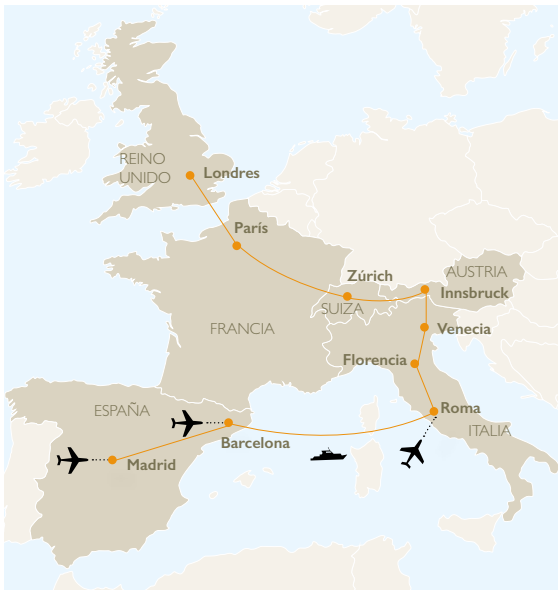 REINO
UNIDO
Londres
París
Zúrich
AUSTRIA
Innsbruck
SUIZA
FRANCIA
Venecia
Florencia
ESPAÑA
Roma
ITALIA
Barcelona
Madrid